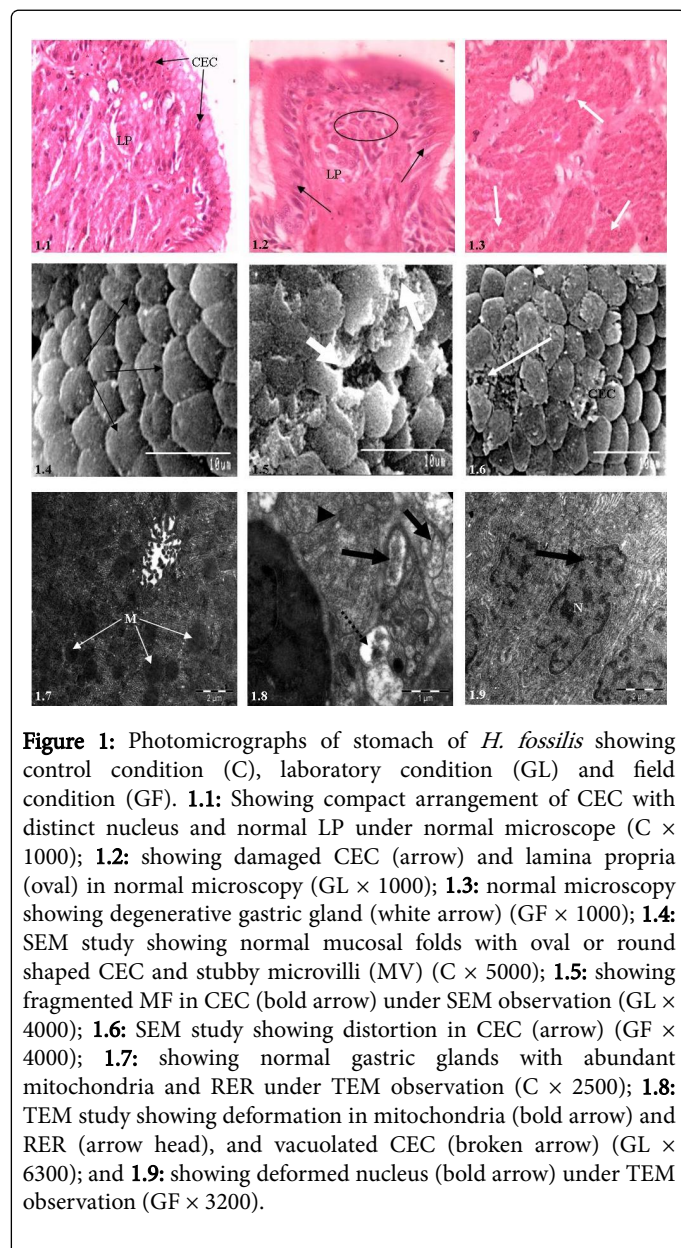 CEC
LP
1.1
LP
1.2
1.3
1.4
10μm
1.5
10μm
CEC
1.6
10μm
M
1.7
2 μm
1.8
1 μm
N
1.9
2 μm
Figure 1: Photomicrographs of stomach of H. fossilis showing
control condition (C), laboratory condition (GL) and field
condition (GF). 1.1: Showing compact arrangement of CEC with
distinct nucleus and normal LP under normal microscope (C ×
1000); 1.2: showing damaged CEC (arrow) and lamina propria
(oval) in normal microscopy (GL × 1000); 1.3: normal microscopy
showing degenerative gastric gland (white arrow) (GF × 1000); 1.4:
SEM study showing normal mucosal folds with oval or round
shaped CEC and stubby microvilli (MV) (C × 5000); 1.5: showing
fragmented MF in CEC (bold arrow) under SEM observation (GL ×
4000); 1.6: SEM study showing distortion in CEC (arrow) (GF ×
4000); 1.7: showing normal gastric glands with abundant
mitochondria and RER under TEM observation (C × 2500); 1.8:
TEM study showing deformation in mitochondria (bold arrow) and
RER (arrow head), and vacuolated CEC (broken arrow) (GL ×
6300); and 1.9: showing deformed nucleus (bold arrow) under TEM
observation (GF × 3200).